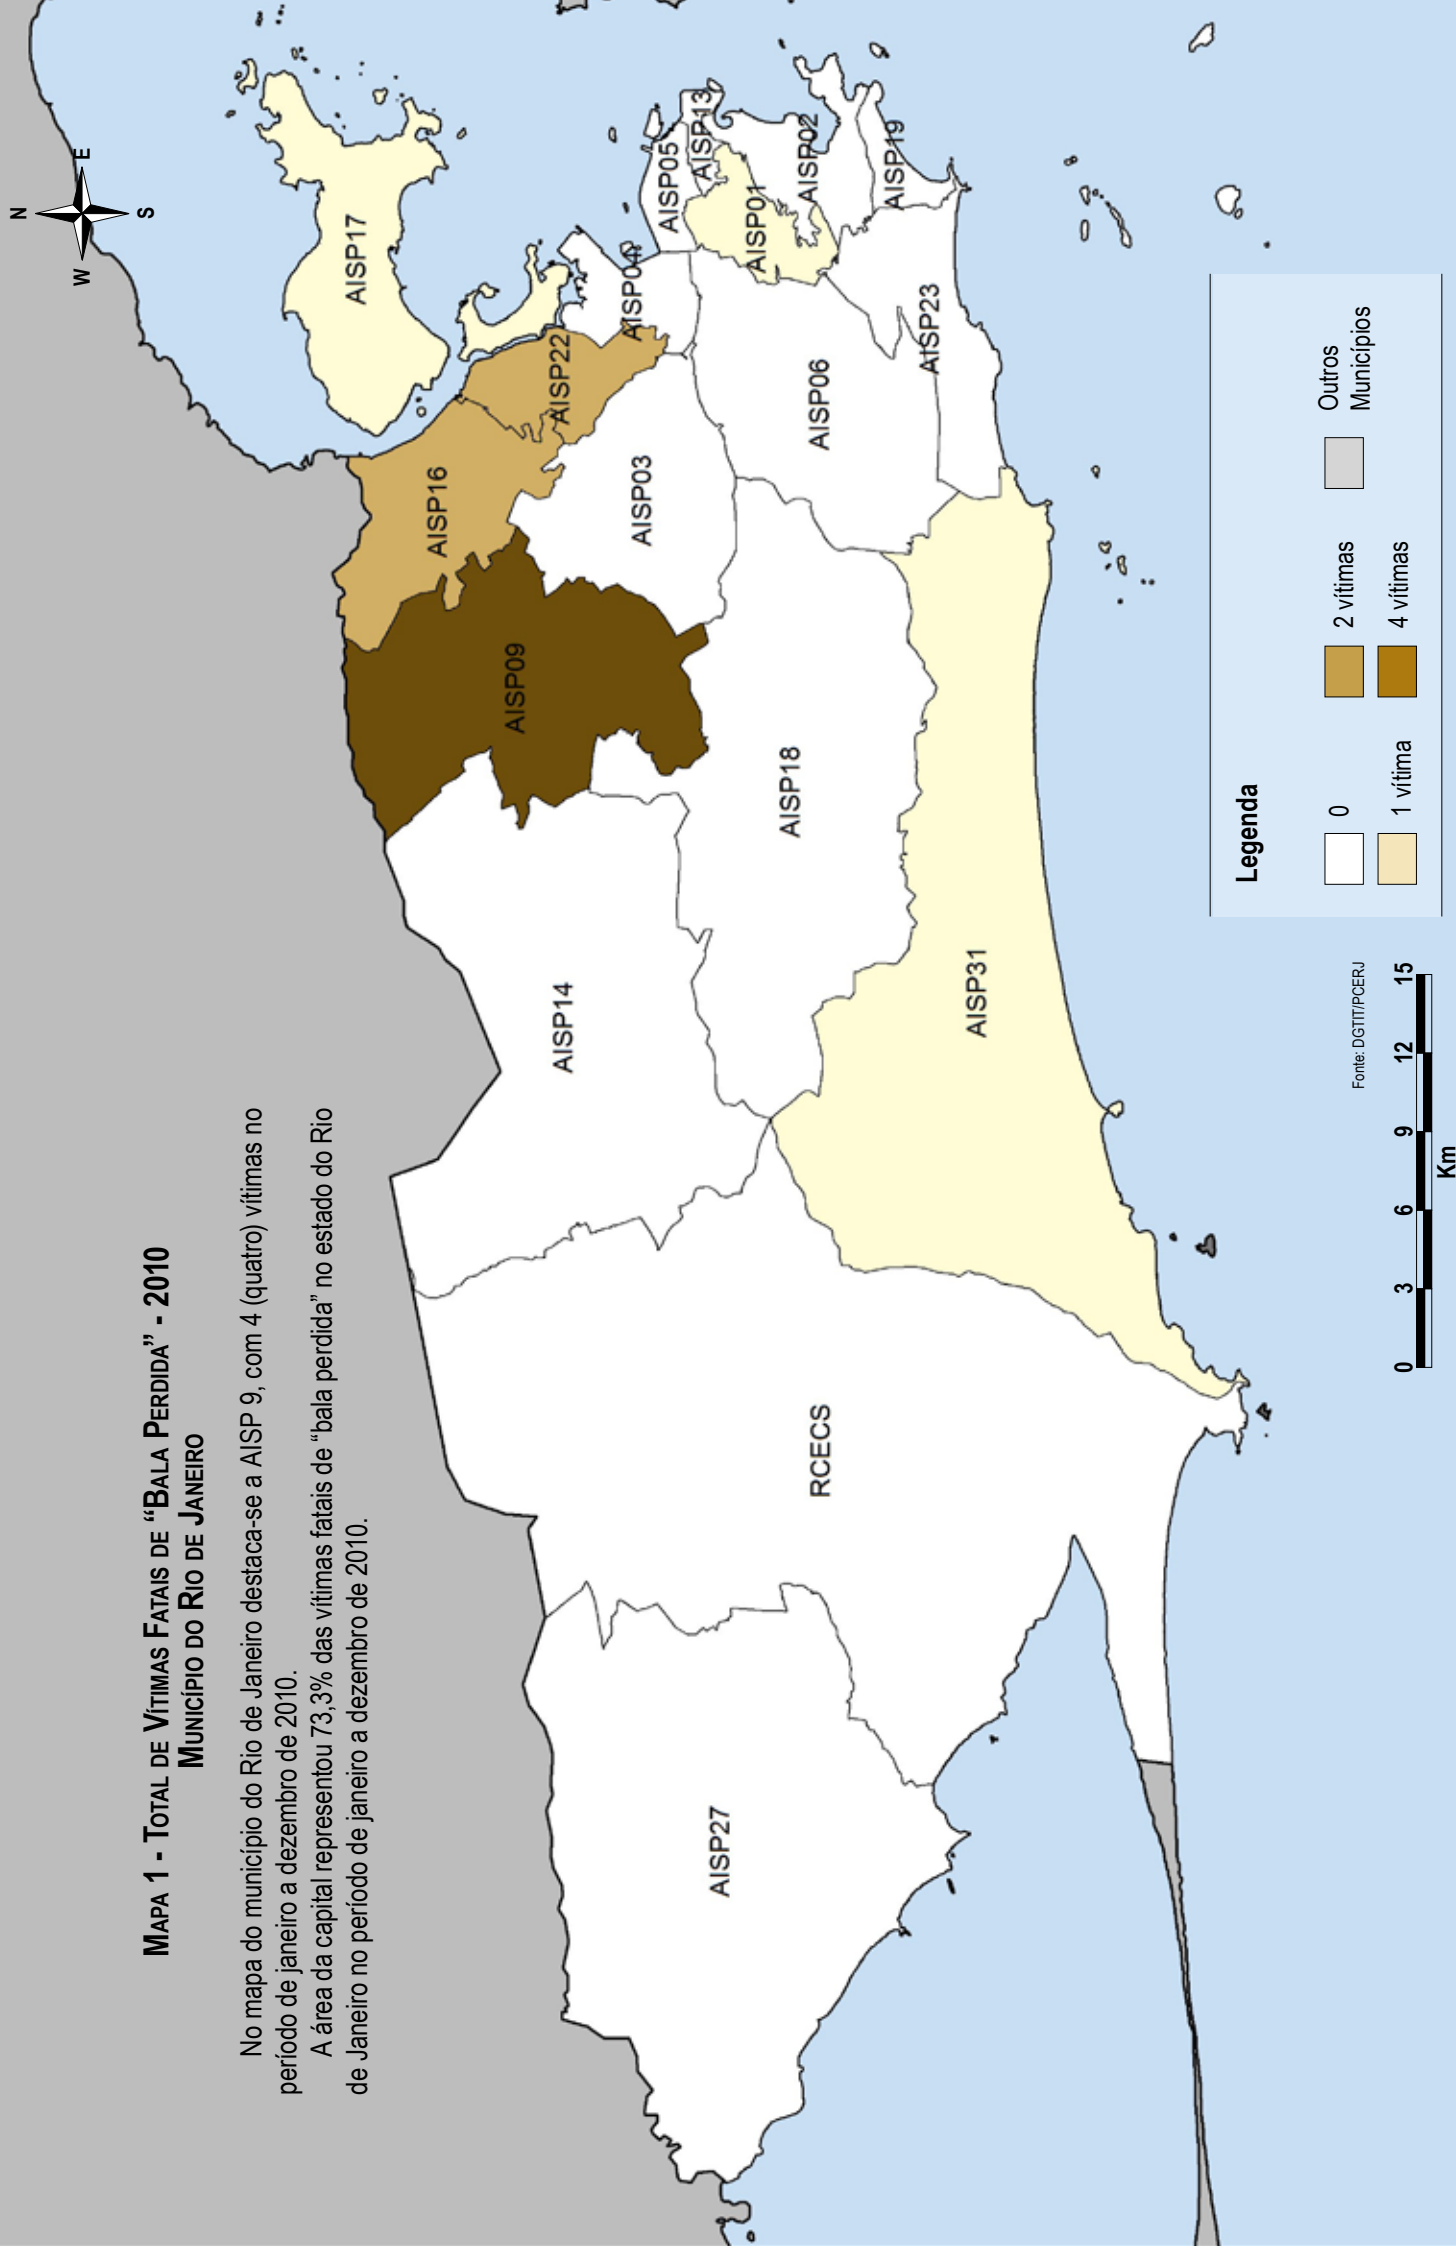 MAPA 1 - TOTAL DE VÍTIMAS FATAIS DE “BALA PERDIDA” - 2010
MUNICÍPIO DO RIO DE JANEIRO
No mapa do município do Rio de Janeiro destaca-se a AISP 9, com 4 (quatro) vítimas no
período de janeiro a dezembro de 2010.
A área da capital representou 73,3% das vítimas fatais de “bala perdida” no estado do Rio
de Janeiro no período de janeiro a dezembro de 2010.
N
W
E
S
AISP17
AISP16
AISP22
AISP04
AISP05
AISP13
AISP01
AISP02
AISP19
AISP09
AISP03
AISP06
AISP23
AISP14
AISP18
AISP31
RCECS
AISP27
Legenda
0
2 vítimas
Outros
Municípios
1 vítima
4 vítimas
Fonte: DGTIT/PCERJ
0 3 6 9 12 15
Km